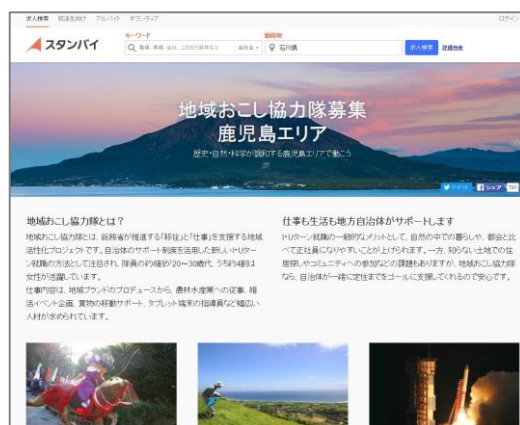 求人検索 就活生向け アルバイト ボランティア ログイン
スタンバイ
キーワード
勤務地
石川県
求人検索
詳細検索
地域おこし協力隊募集
鹿児島エリア
歴史・自然・科学が調和する鹿児島エリアで働こう
ツイート
シェア
地域おこし協力隊とは？
地域おこし協力隊とは、総務省が推進する「移住」と「仕事」を支援する地域
活性化プロジェクトです。自治体のサポート制度を活用した新しいI・Uター
ン就職の方法として注目され、隊員の約8割が20～30歳代、うち約4割は
女性が活躍しています。
仕事内容は、地域ブランドのプロデュースから、農林水産業への従事、婚
活イベント企画、買物の移動サポート、タブレット端末の指導員など幅広い
人材が求められています。
仕事も生活も地方自治体がサポートします
I・Uターン就職の一般的なメリットとして、自然の中での暮らしや、都会と比
べて正社員になりやすいことが上げられます。一方、知らない土地での住
居探しやコミュニティへの参加などの課題もありますが、地域おこし協力隊
なら、自治体が一緒に定住までをゴールに支援してくれるので安心です。